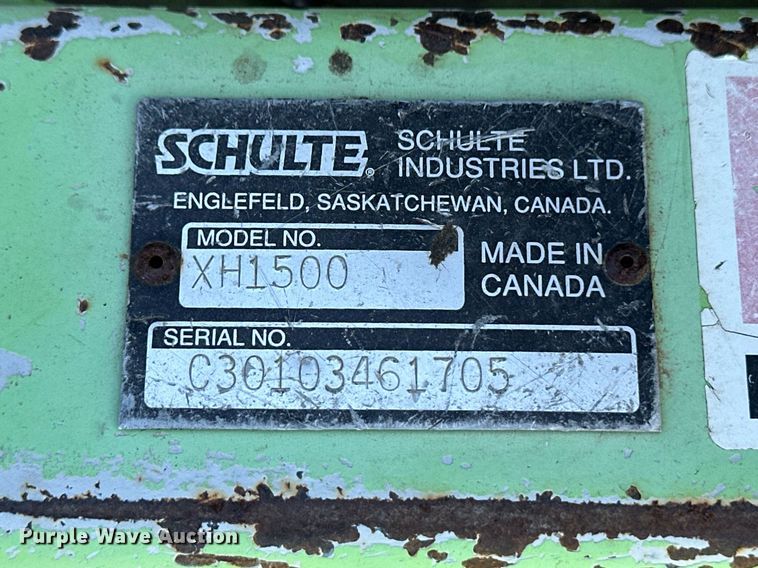 SCHULTE® SCHULTE
INDUSTRIES LTD.
ENGLEFELD, SASKATCHEWAN, CANADA.
MODEL NO.
XH1500
MADE IN
CANADA
SERIAL NO.
C30103461705
Purple Wave Auction